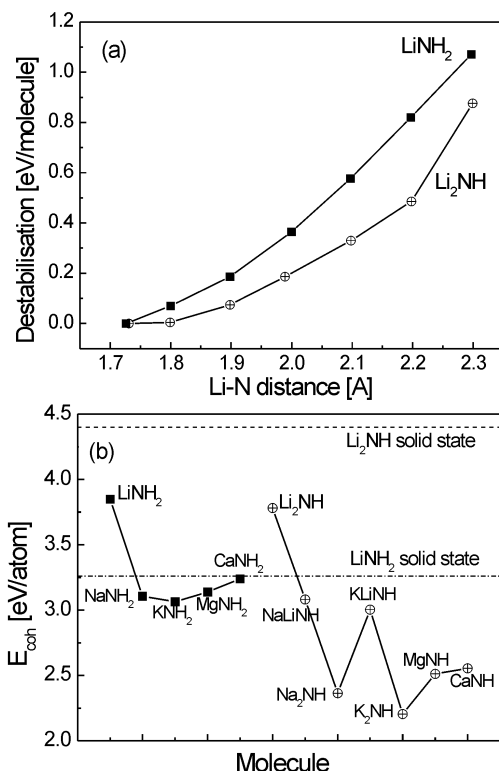 (a)
LiNH₂
Li₂NH
Destabilisation [eV/molecule]
1.2
1.0
0.8
0.6
0.4
0.2
0.0
1.7 1.8 1.9 2.0 2.1 2.2 2.3
Li-N distance [A]
(b)
Li₂NH solid state
LiNH₂
Li₂NH
LiNH₂ solid state
CaNH₂
NaNH₂
KNH₂
MgNH₂
NaLiNH
KLiNH
MgNH
CaNH
Na₂NH
K₂NH
E_coh [eV/atom]
4.5
4.0
3.5
3.0
2.5
2.0
Molecule